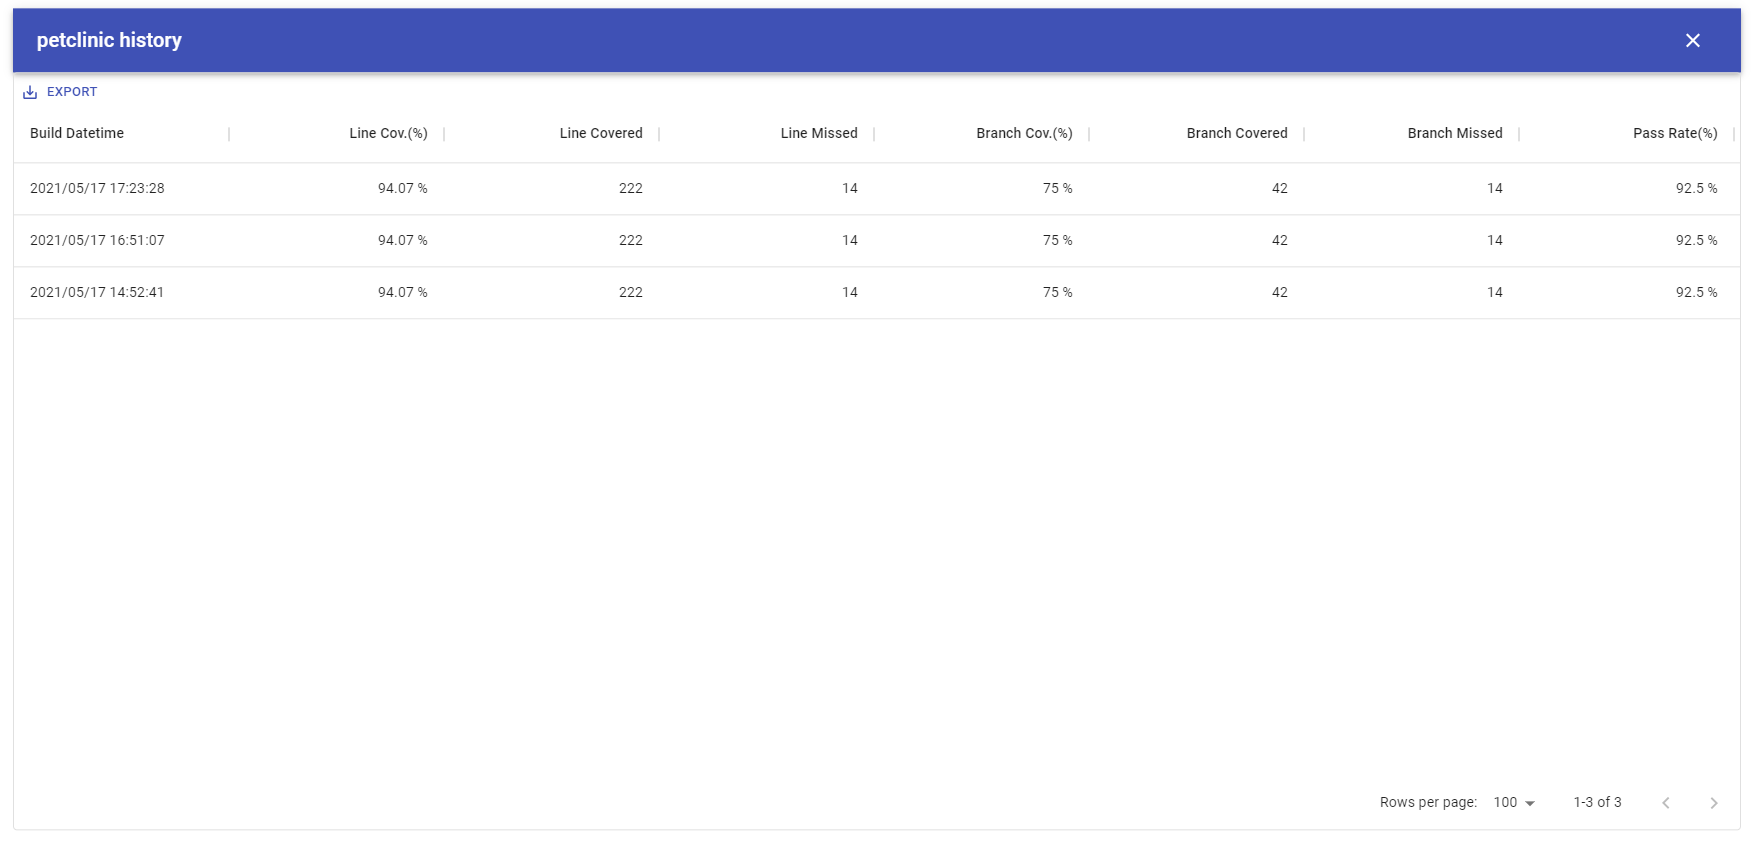 petclinic history
EXPORT
Build Datetime Line Cov.(%) Line Covered Line Missed Branch Cov.(%) Branch Covered Branch Missed Pass Rate(%)
2021/05/17 17:23:28 94.07 % 222 14 75 % 42 14 92.5 %
2021/05/17 16:51:07 94.07 % 222 14 75 % 42 14 92.5 %
2021/05/17 14:52:41 94.07 % 222 14 75 % 42 14 92.5 %
Rows per page: 100 1-3 of 3